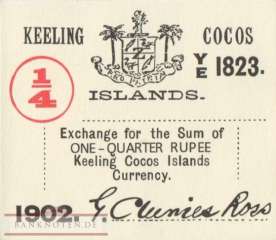 KEELING COCOS
1/4
YE 1823.
PRO PATRIA
ISLANDS.
Exchange for the Sum of
ONE-QUARTER RUPEE
Keeling Cocos Islands
Currency.
1902. G Clunies Ross
BANKNOTEN.DE